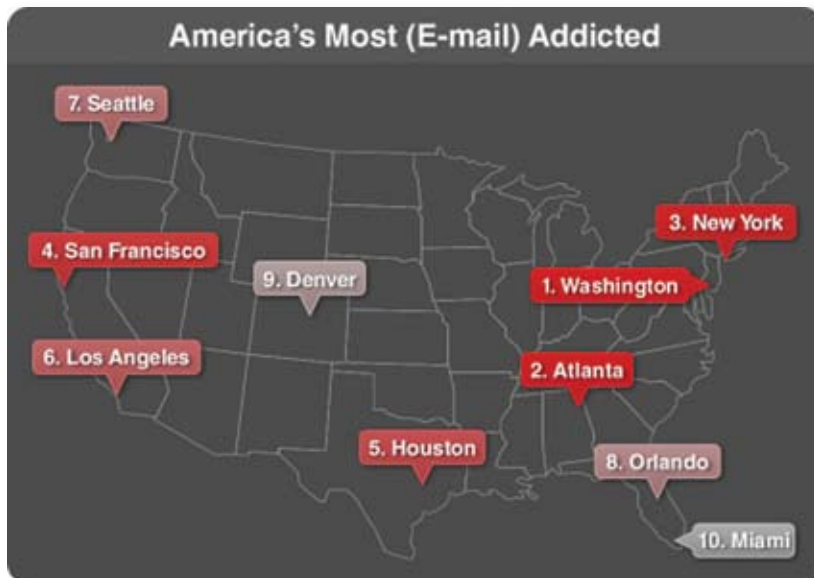 America's Most (E-mail) Addicted
7. Seattle
3. New York
4. San Francisco
9. Denver
1. Washington
6. Los Angeles
2. Atlanta
5. Houston
8. Orlando
10. Miami